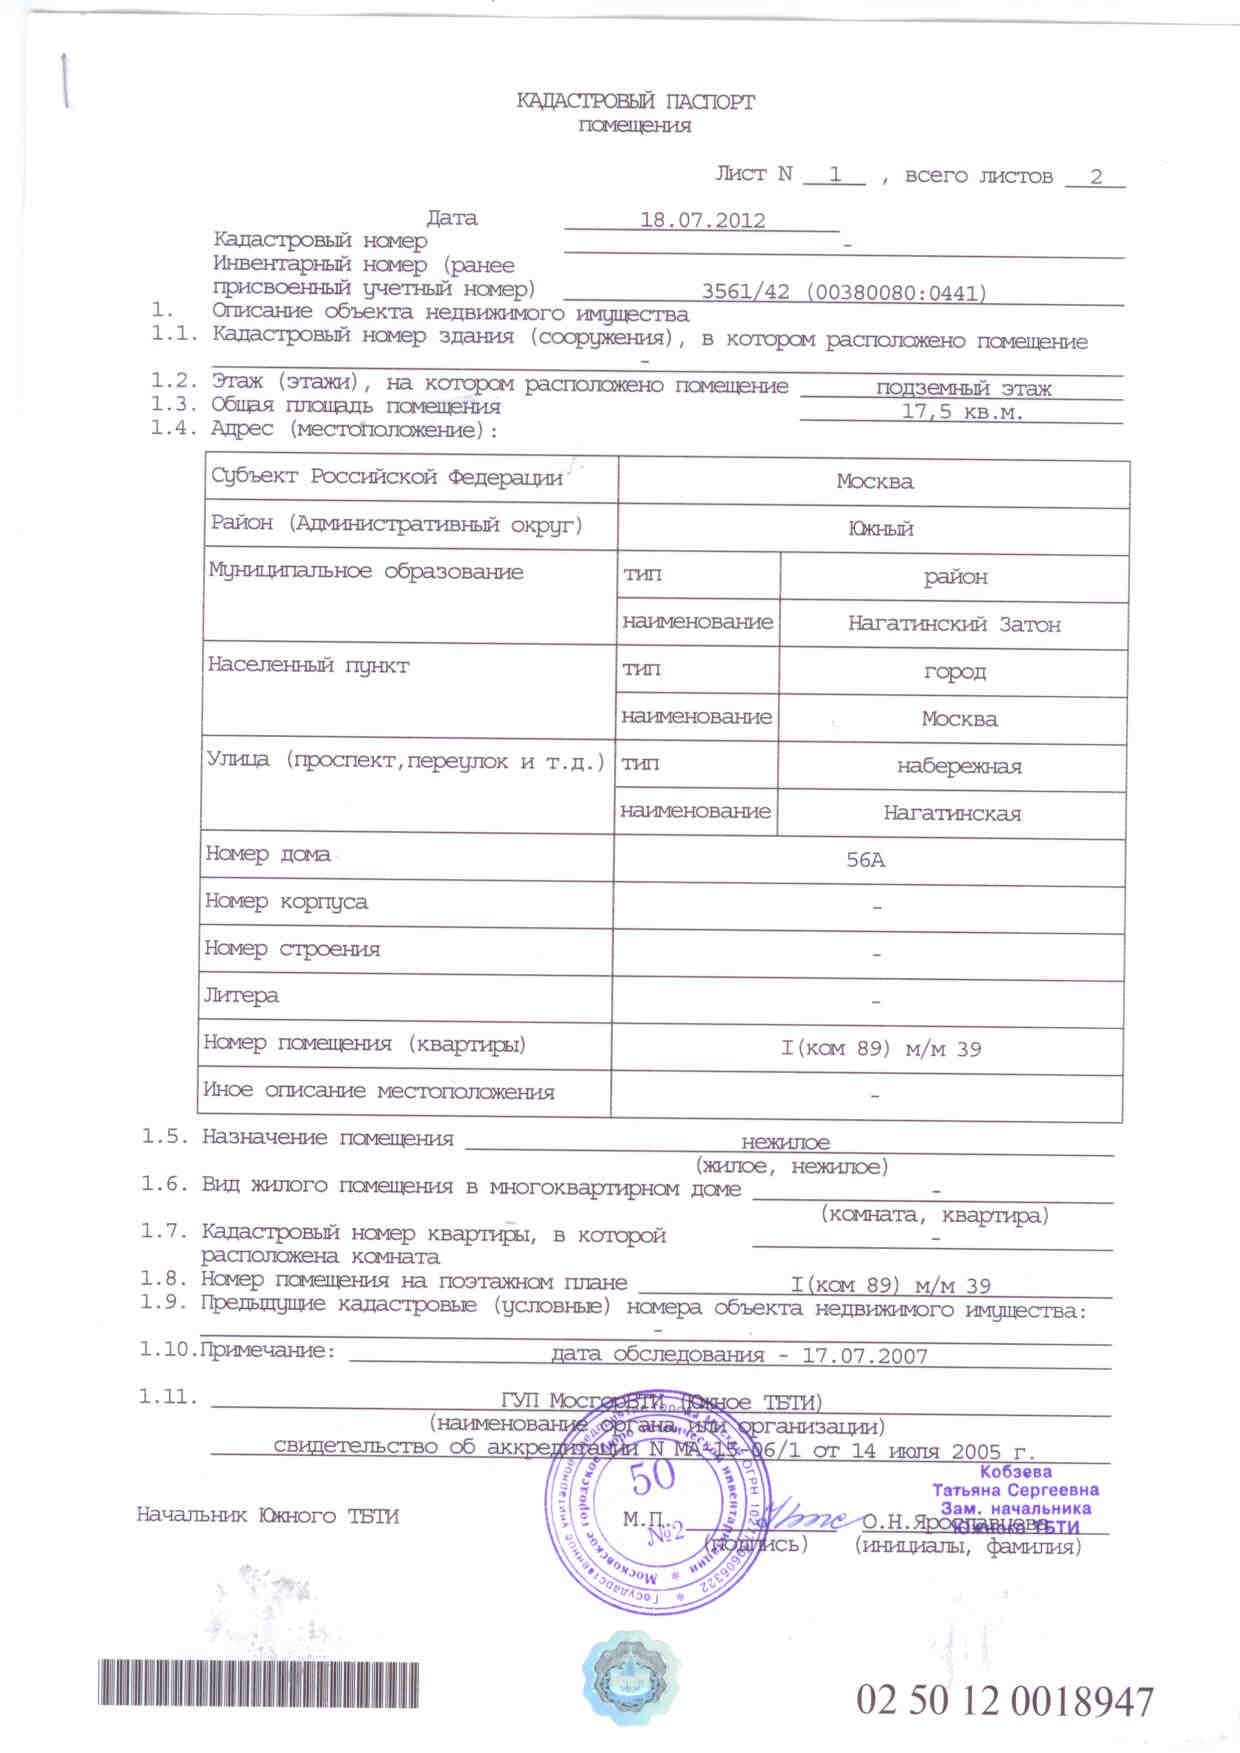 КАДАСТРОВЫЙ ПАСПОРТ
помещения
Лист N 1 , всего листов 2
Дата 18.07.2012
Кадастровый номер -
Инвентарный номер (ранее
присвоенный учетный номер) 3561/42 (00380080:0441)
1. Описание объекта недвижимого имущества
1.1. Кадастровый номер здания (сооружения), в котором расположено помещение
-
1.2. Этаж (этажи), на котором расположено помещение подземный этаж
1.3. Общая площадь помещения 17,5 кв.м.
1.4. Адрес (местоположение):
Субъект Российской Федерации Москва
Район (Административный округ) Южный
Муниципальное образование тип район
наименование Нагатинский Затон
Населенный пункт тип город
наименование Москва
Улица (проспект,переулок и т.д.) тип набережная
наименование Нагатинская
Номер дома 56А
Номер корпуса -
Номер строения -
Литера -
Номер помещения (квартиры) I(ком 89) м/м 39
Иное описание местоположения -
1.5. Назначение помещения нежилое
(жилое, нежилое)
1.6. Вид жилого помещения в многоквартирном доме -
(комната, квартира)
1.7. Кадастровый номер квартиры, в которой -
расположена комната
1.8. Номер помещения на поэтажном плане I(ком 89) м/м 39
1.9. Предыдущие кадастровые (условные) номера объекта недвижимого имущества:
-
1.10.Примечание: дата обследования - 17.07.2007
1.11. ГУП МосгорБТИ (Южное ТБТИ)
(наименование органа или организации)
свидетельство об аккредитации N МА-15-06/1 от 14 июля 2005 г.
Кобзева
Татьяна Сергеевна
Зам. начальника
Южного ТБТИ
Начальник Южного ТБТИ М.П. О.Н.Ярославцева
(подпись) (инициалы, фамилия)
Московское городское бюро технической инвентаризации
50
№2
02 50 12 0018947